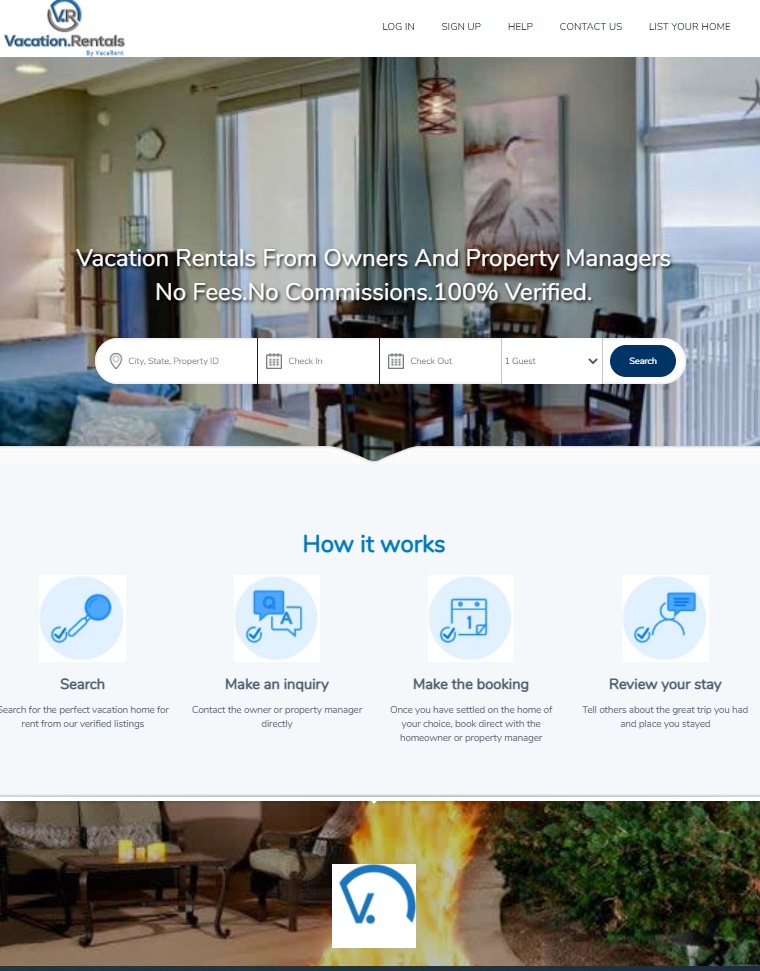 VR
Vacation.Rentals
By VacaRent
LOG IN
SIGN UP
HELP
CONTACT US
LIST YOUR HOME
Vacation Rentals From Owners And Property Managers
No Fees.No Commissions.100% Verified.
City, State, Property ID
Check In
Check Out
1 Guest
Search
How it works
Q
A
1
Search
Search for the perfect vacation home for
rent from our verified listings
Make an inquiry
Contact the owner or property manager
directly
Make the booking
Once you have settled on the home of
your choice, book direct with the
homeowner or property manager
Review your stay
Tell others about the great trip you had
and place you stayed
V.